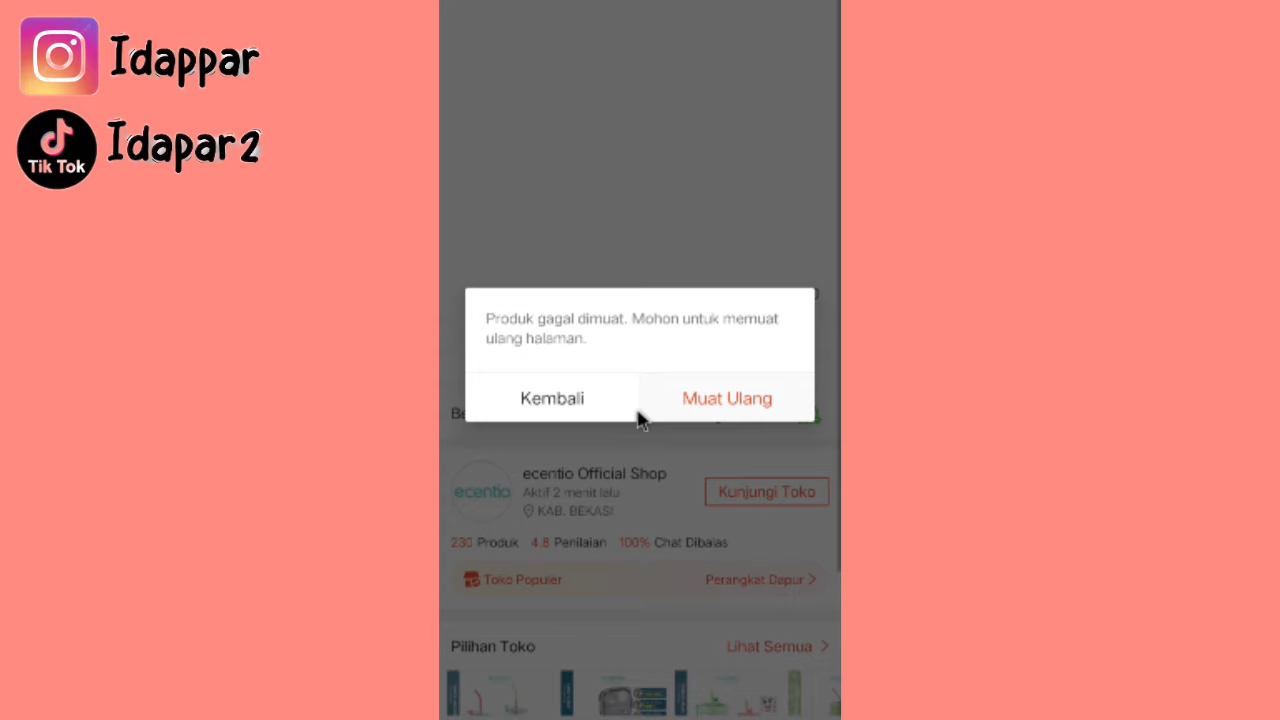 Idappar
Tik Tok
Idapar2
Produk gagal dimuat. Mohon untuk memuat
ulang halaman.
Kembali
Muat Ulang
ecentio
ecentio Official Shop
Aktif 2 menit lalu
KAB. BEKASI
Kunjungi Toko
230 Produk 4.8 Penilaian 100% Chat Dibalas
Toko Populer
Perangkat Dapur >
Pilihan Toko
Lihat Semua >